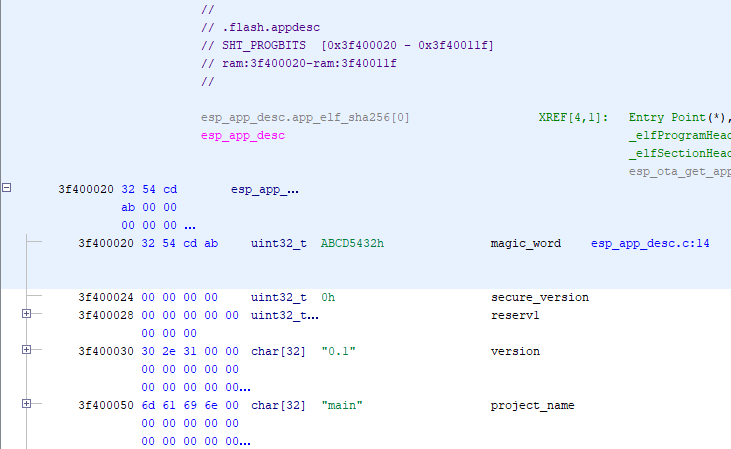 //
// .flash.appdesc
// SHT_PROGBITS  [0x3f400020 - 0x3f40011f]
// ram:3f400020-ram:3f40011f
//
esp_app_desc.app_elf_sha256[0] XREF[4,1]: Entry Point(*),
esp_app_desc _elfProgramHeac
_elfSectionHeac
esp_ota_get_app
3f400020 32 54 cd esp_app_...
ab 00 00
00 00 00 ...
3f400020 32 54 cd ab uint32_t ABCD5432h magic_word esp_app_desc.c:14
3f400024 00 00 00 00 uint32_t 0h secure_version
3f400028 00 00 00 00 00 uint32_t... reserv1
00 00 00
3f400030 30 2e 31 00 00 char[32] "0.1" version
00 00 00 00 00
00 00 00 00 00...
3f400050 6d 61 69 6e 00 char[32] "main" project_name
00 00 00 00 00
00 00 00 00 00...